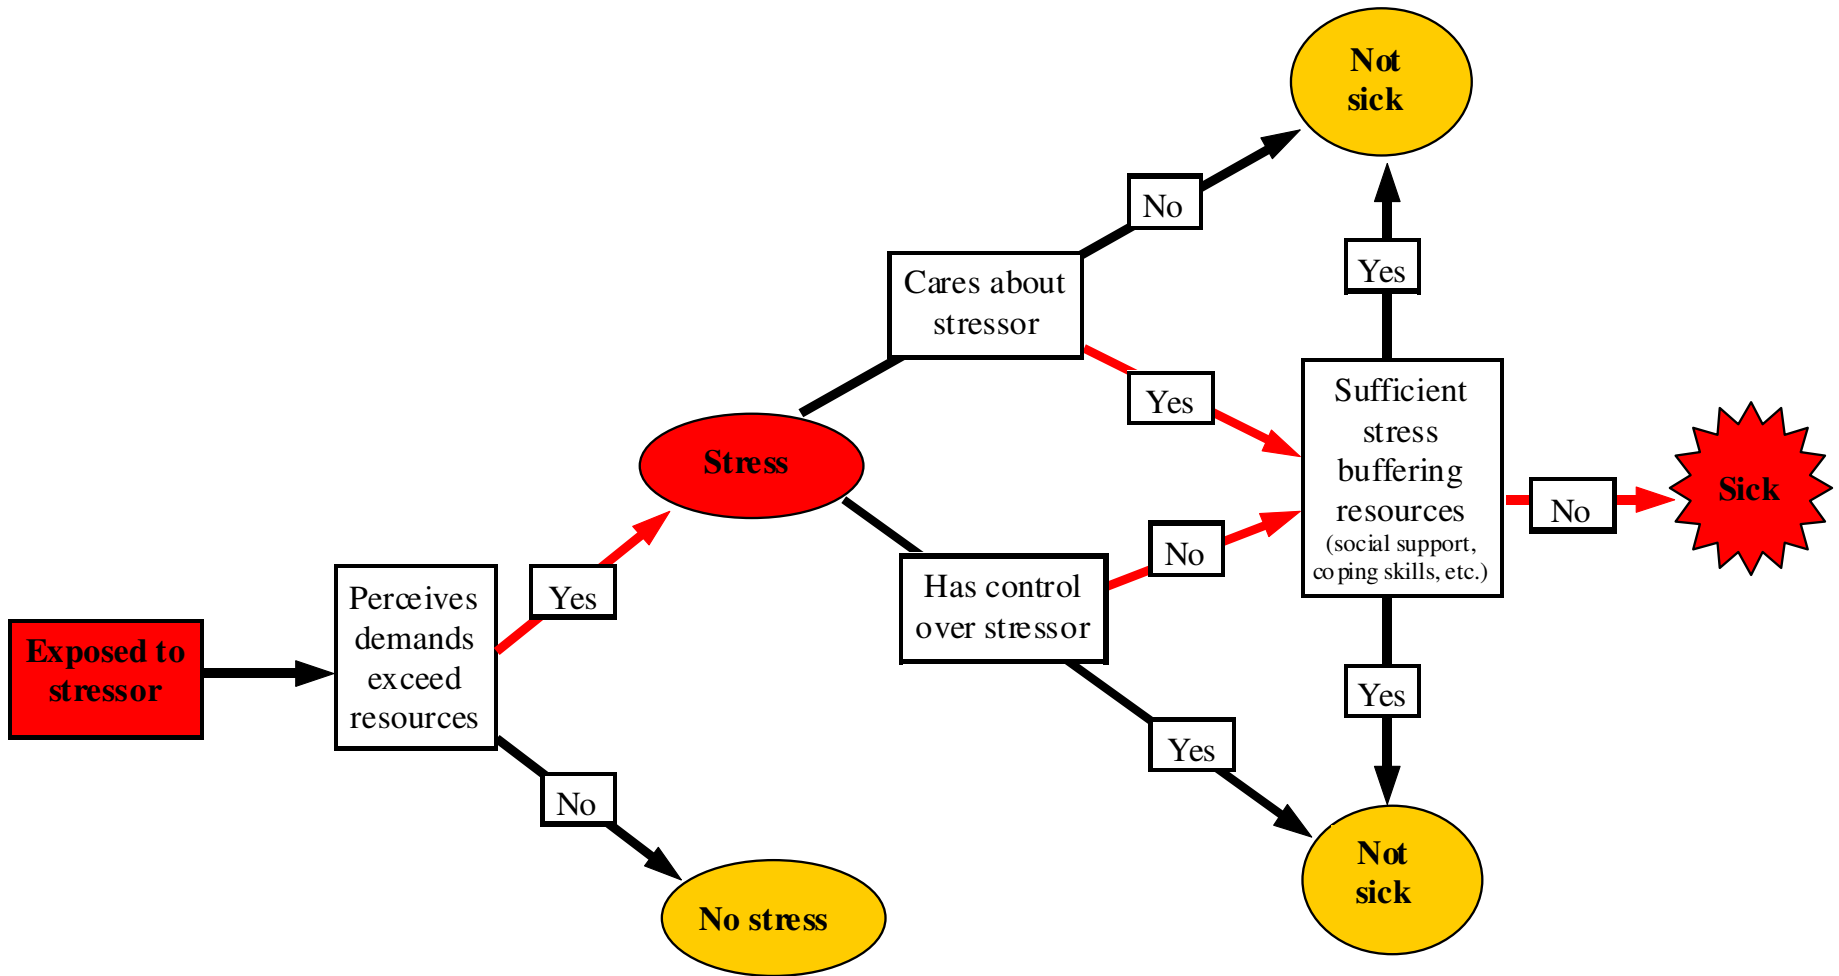 Not
sick
No
Cares about
stressor
Yes
Yes
Sufficient
stress
buffering
resources
(social support,
coping skills, etc.)
Stress
Sick
No
No
Has control
over stressor
Perceives
demands
exceed
resources
Yes
Exposed to
stressor
Yes
Yes
No
Not
sick
No stress